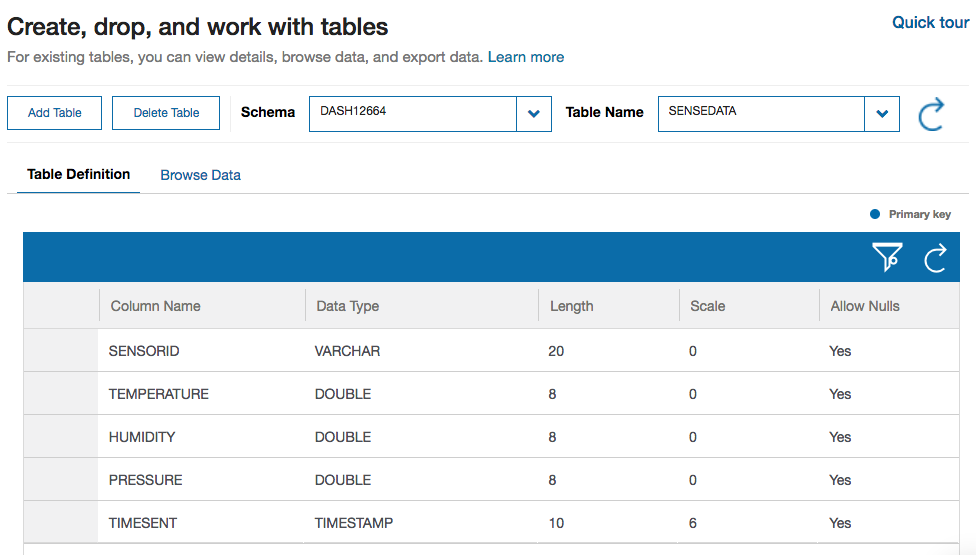 Create, drop, and work with tables Quick tour
For existing tables, you can view details, browse data, and export data. Learn more
Add Table Delete Table Schema DASH12664 Table Name SENSEDATA
Table Definition Browse Data
Primary key
Column Name Data Type Length Scale Allow Nulls
SENSORID VARCHAR 20 0 Yes
TEMPERATURE DOUBLE 8 0 Yes
HUMIDITY DOUBLE 8 0 Yes
PRESSURE DOUBLE 8 0 Yes
TIMESENT TIMESTAMP 10 6 Yes